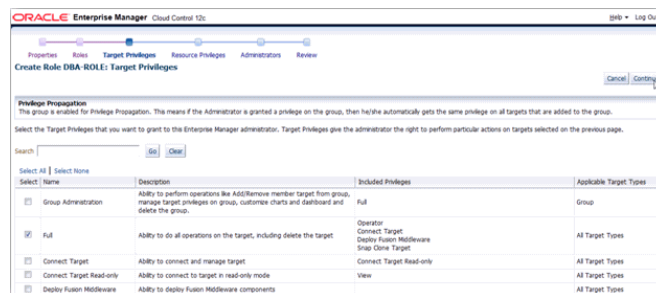 ORACLE Enterprise Manager Cloud Control 12c
Help Log Ou
Properties Roles Target Privileges Resource Privileges Administrators Review
Create Role DBA-ROLE: Target Privileges
Cancel Continu
Privilege Propagation
This group is enabled for Privilege Propagation. This means if the Administrator is granted a privilege on the group, then he/she automatically gets the same privilege on all targets that are added to the group.
Select the Target Privileges that you want to grant to this Enterprise Manager administrator. Target Privileges give the administrator the right to perform particular actions on targets selected on the previous page.
Search Go Clear
Select All | Select None
Select Name Description Included Privileges Applicable Target Types
Group Administration
Ability to perform operations like Add/Remove member target from group,
manage target privileges on group, customize charts and dashboard and
delete the group.
Full
Group
Full
Ability to do all operations on the target, including delete the target
Operator
Connect Target
Deploy Fusion Middleware
Snap Clone Target
All Target Types
Connect Target Ability to connect and manage target Connect Target Read-only All Target Types
Connect Target Read-only Ability to connect to target in read-only mode View All Target Types
Deploy Fusion Middleware Ability to deploy Fusion Middleware components All Target Types